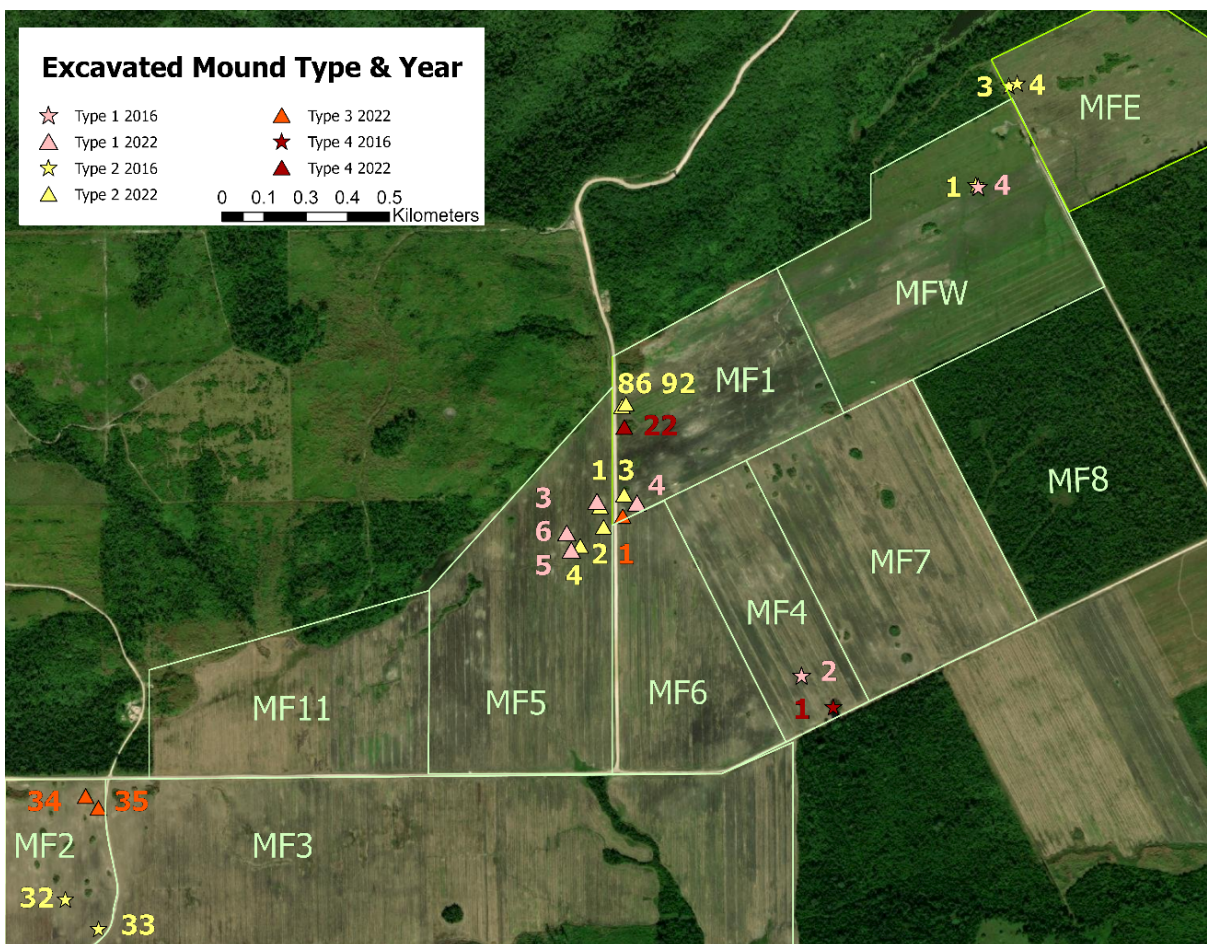 Excavated Mound Type & Year
Type 1 2016
Type 1 2022
Type 2 2016
Type 2 2022
Type 3 2022
Type 4 2016
Type 4 2022
0 0.1 0.3 0.4 0.5
Kilometers
3 4
MFE
1 4
MFW
86 92
MF1
22
1 3
3 4
MF8
6
2 1
5
4
MF7
MF4
2
MF6
MF5
MF11
1
34 35
MF2
MF3
32
33